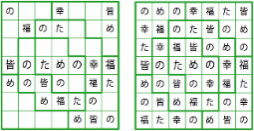 の 幸 皆
福 の た め
皆 の た め の 幸 福
め の 皆 の 福 た
め 福 た の
め 皆 の
の め の 幸 福 た 皆
幸 福 の た 皆 め の
た 幸 福 皆 の め の
皆 の た め の 幸 福
め の 皆 の 幸 福 た
の 皆 め 福 た の 幸
福 た 幸 の め 皆 の